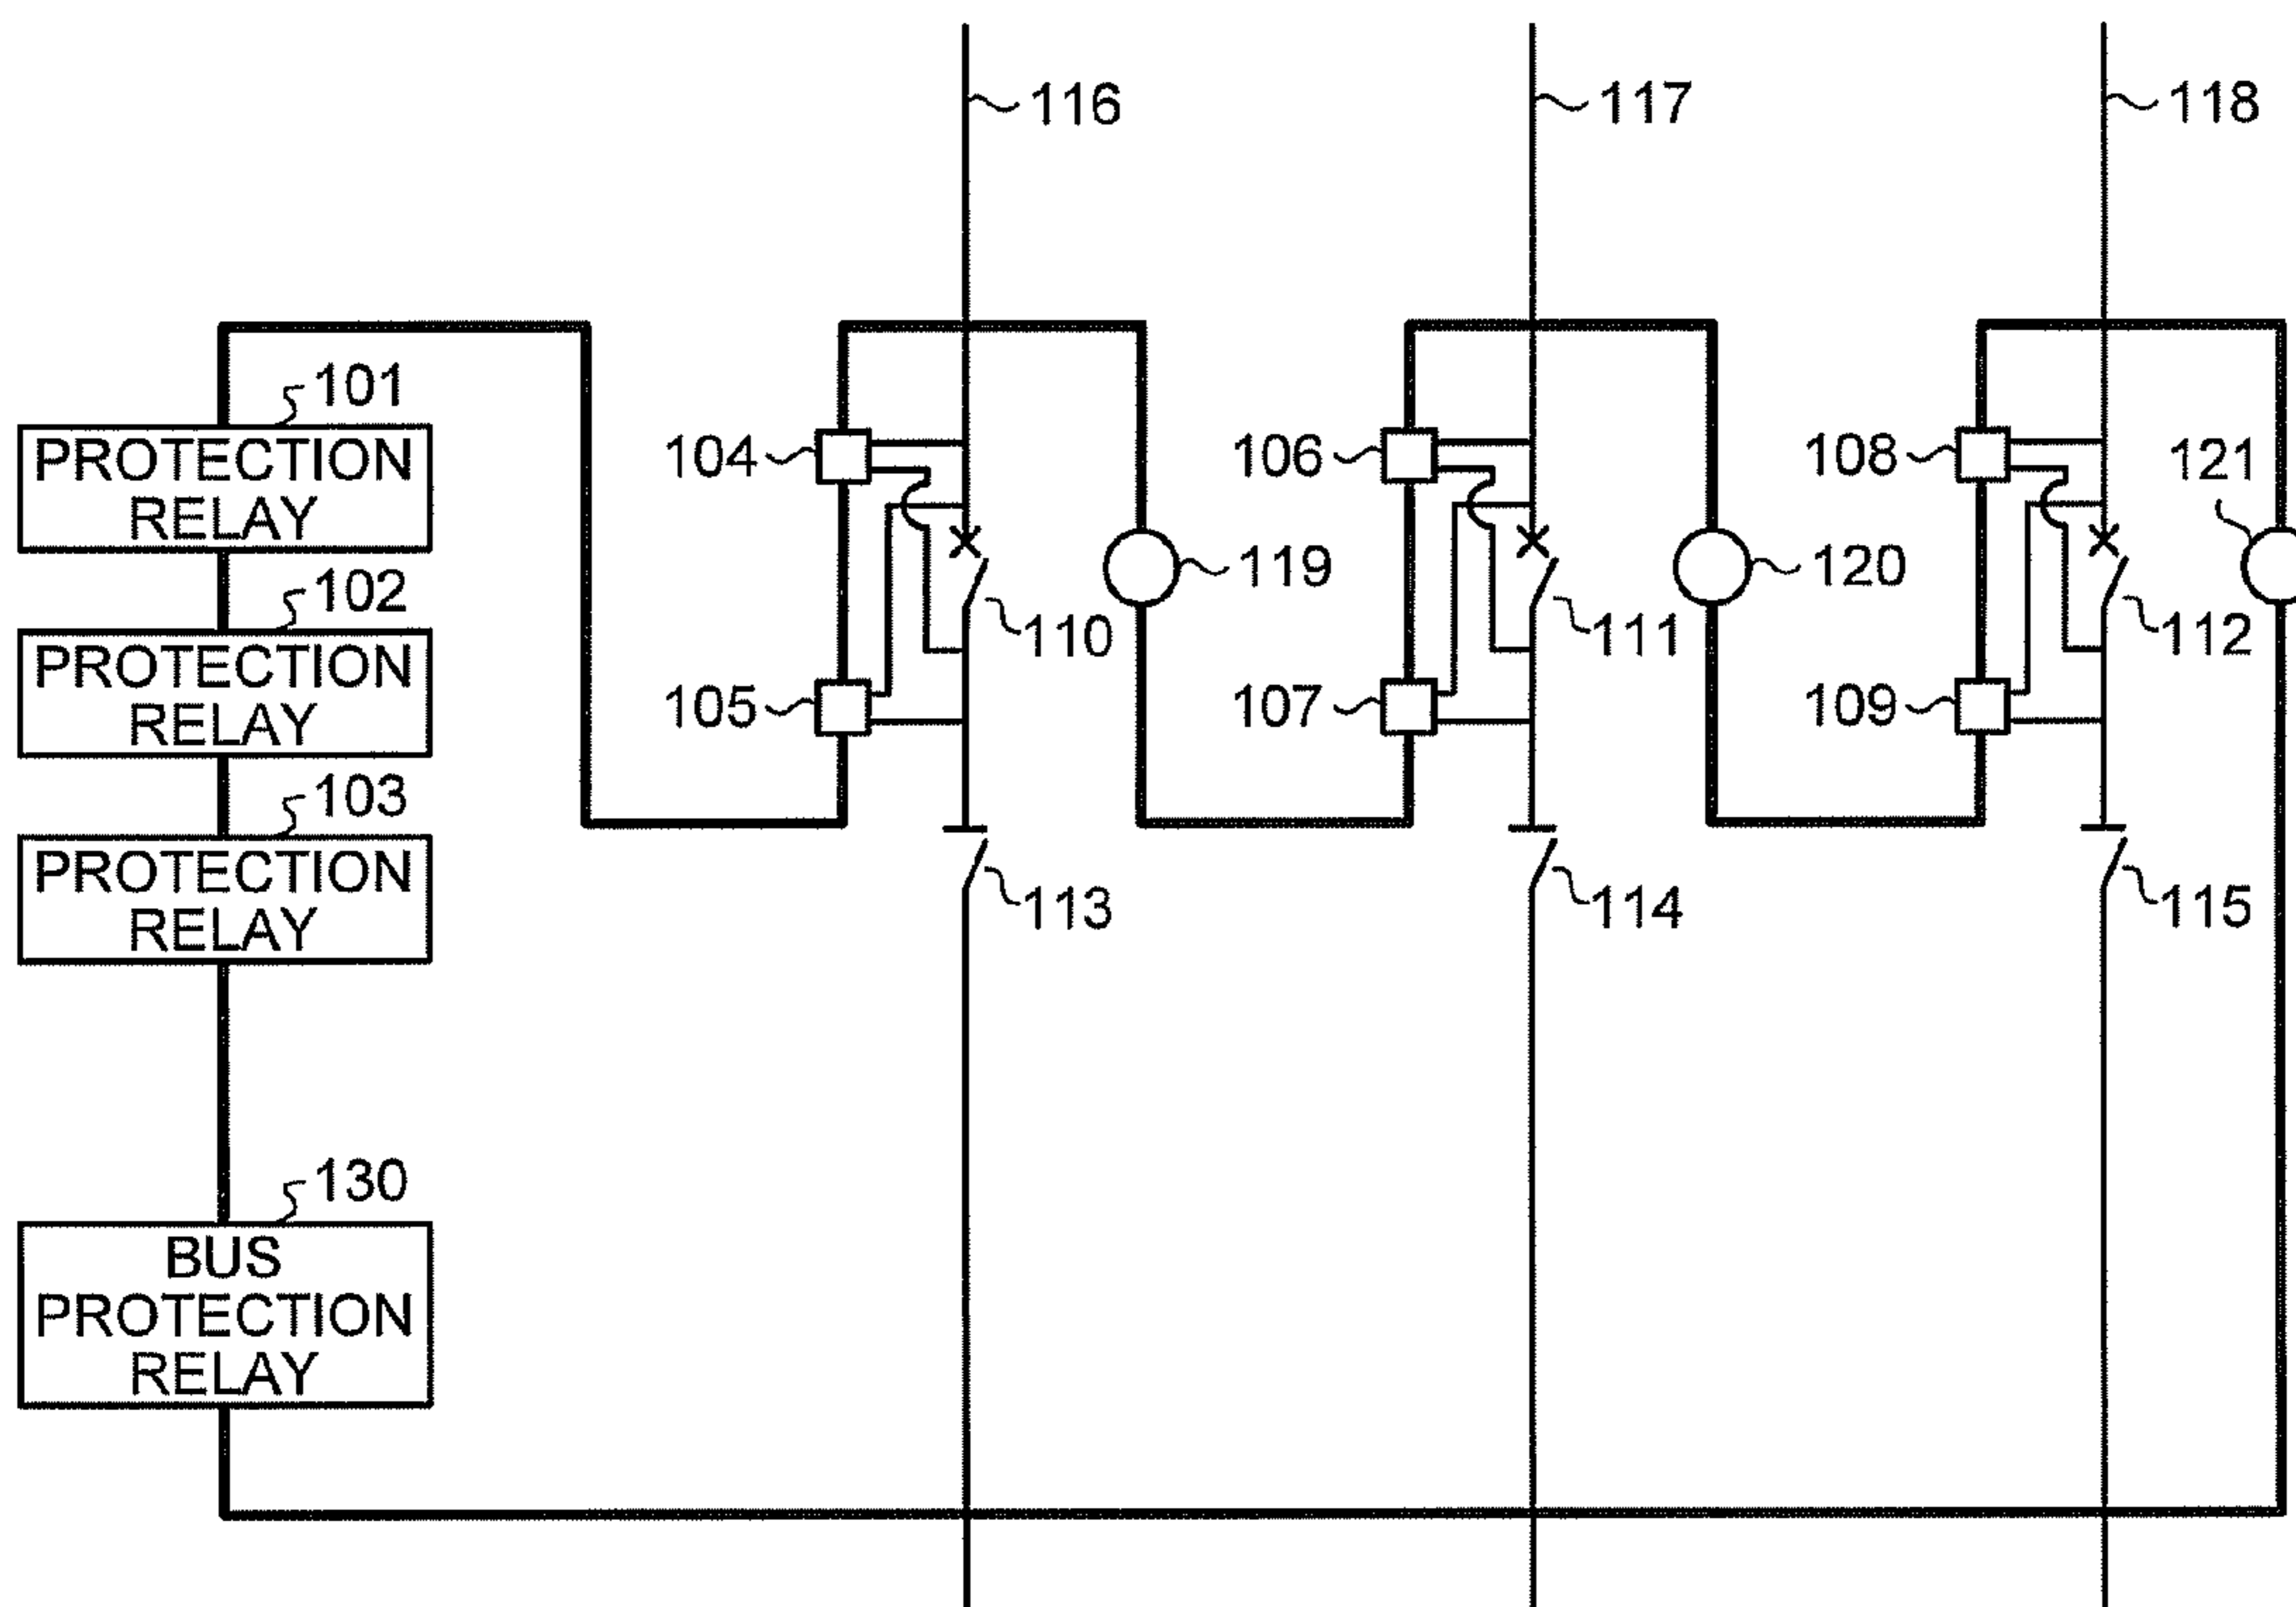 116
117
118
101
PROTECTION
RELAY
102
PROTECTION
RELAY
103
PROTECTION
RELAY
130
BUS
PROTECTION
RELAY
104
105
110
113
119
106
107
111
114
120
108
109
112
115
121